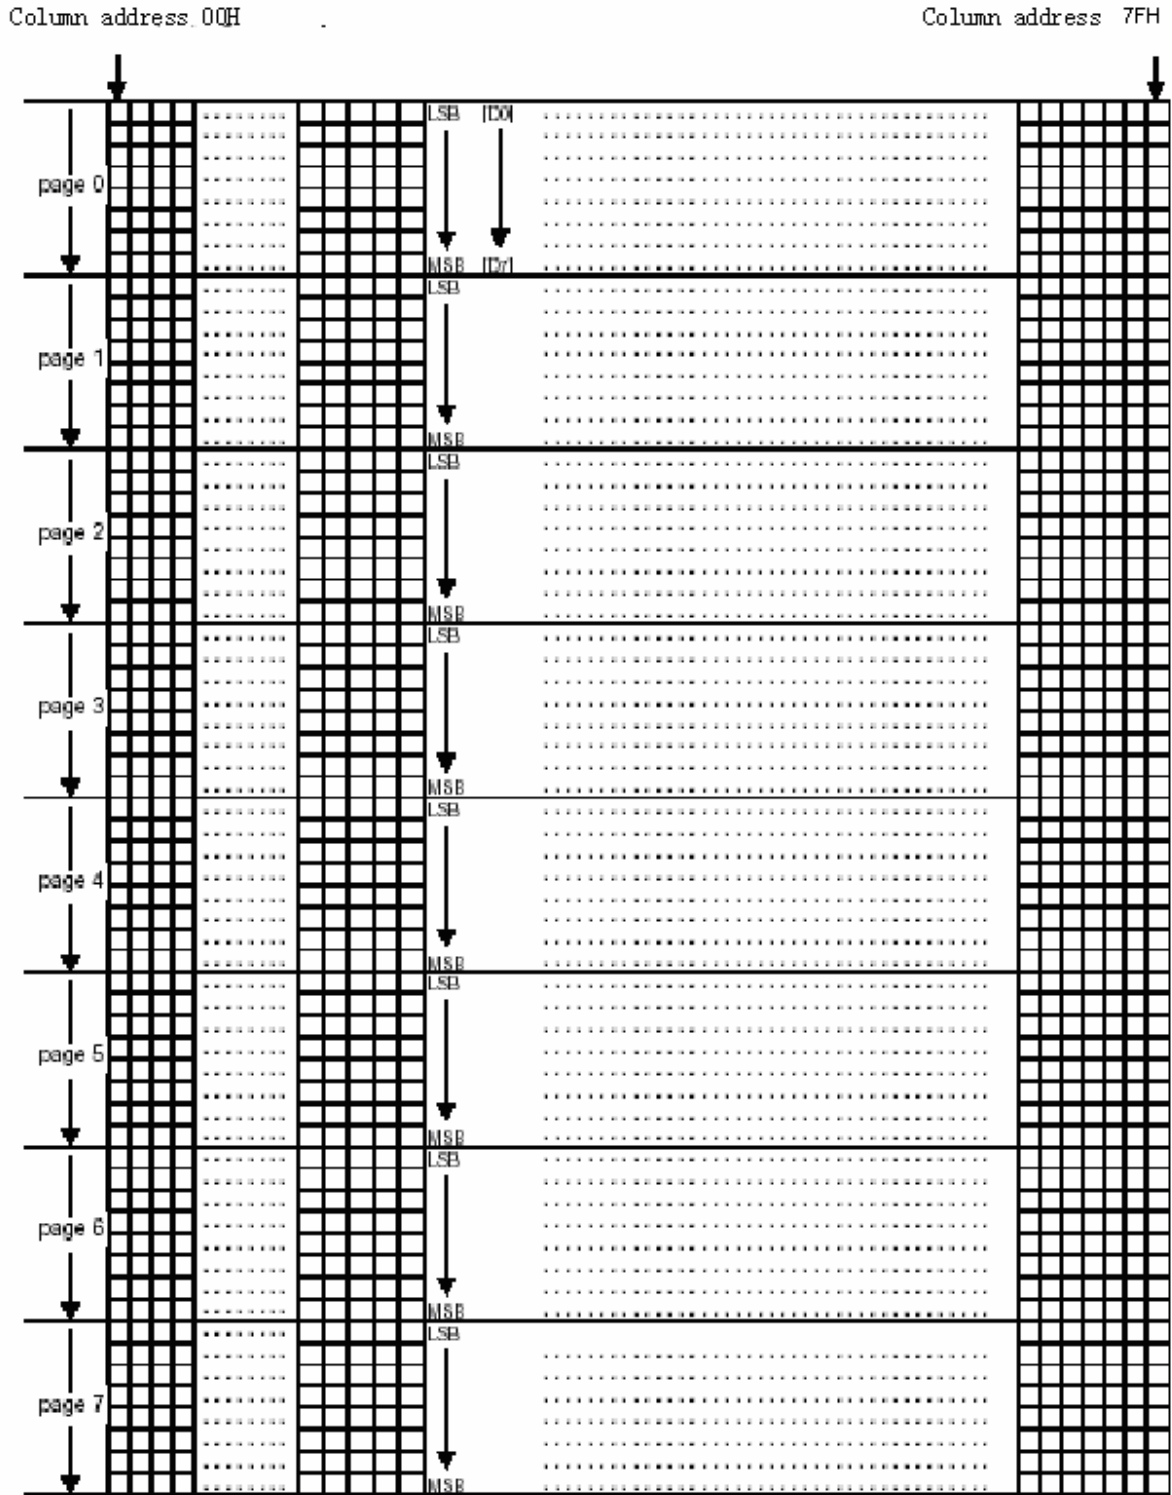 Column address 00H
Column address 7FH
LSB [D0]
page 0
MSB [D7]
LSB
page 1
MSB
LSB
page 2
MSB
LSB
page 3
MSB
LSB
page 4
MSB
LSB
page 5
MSB
LSB
page 6
MSB
LSB
page 7
MSB